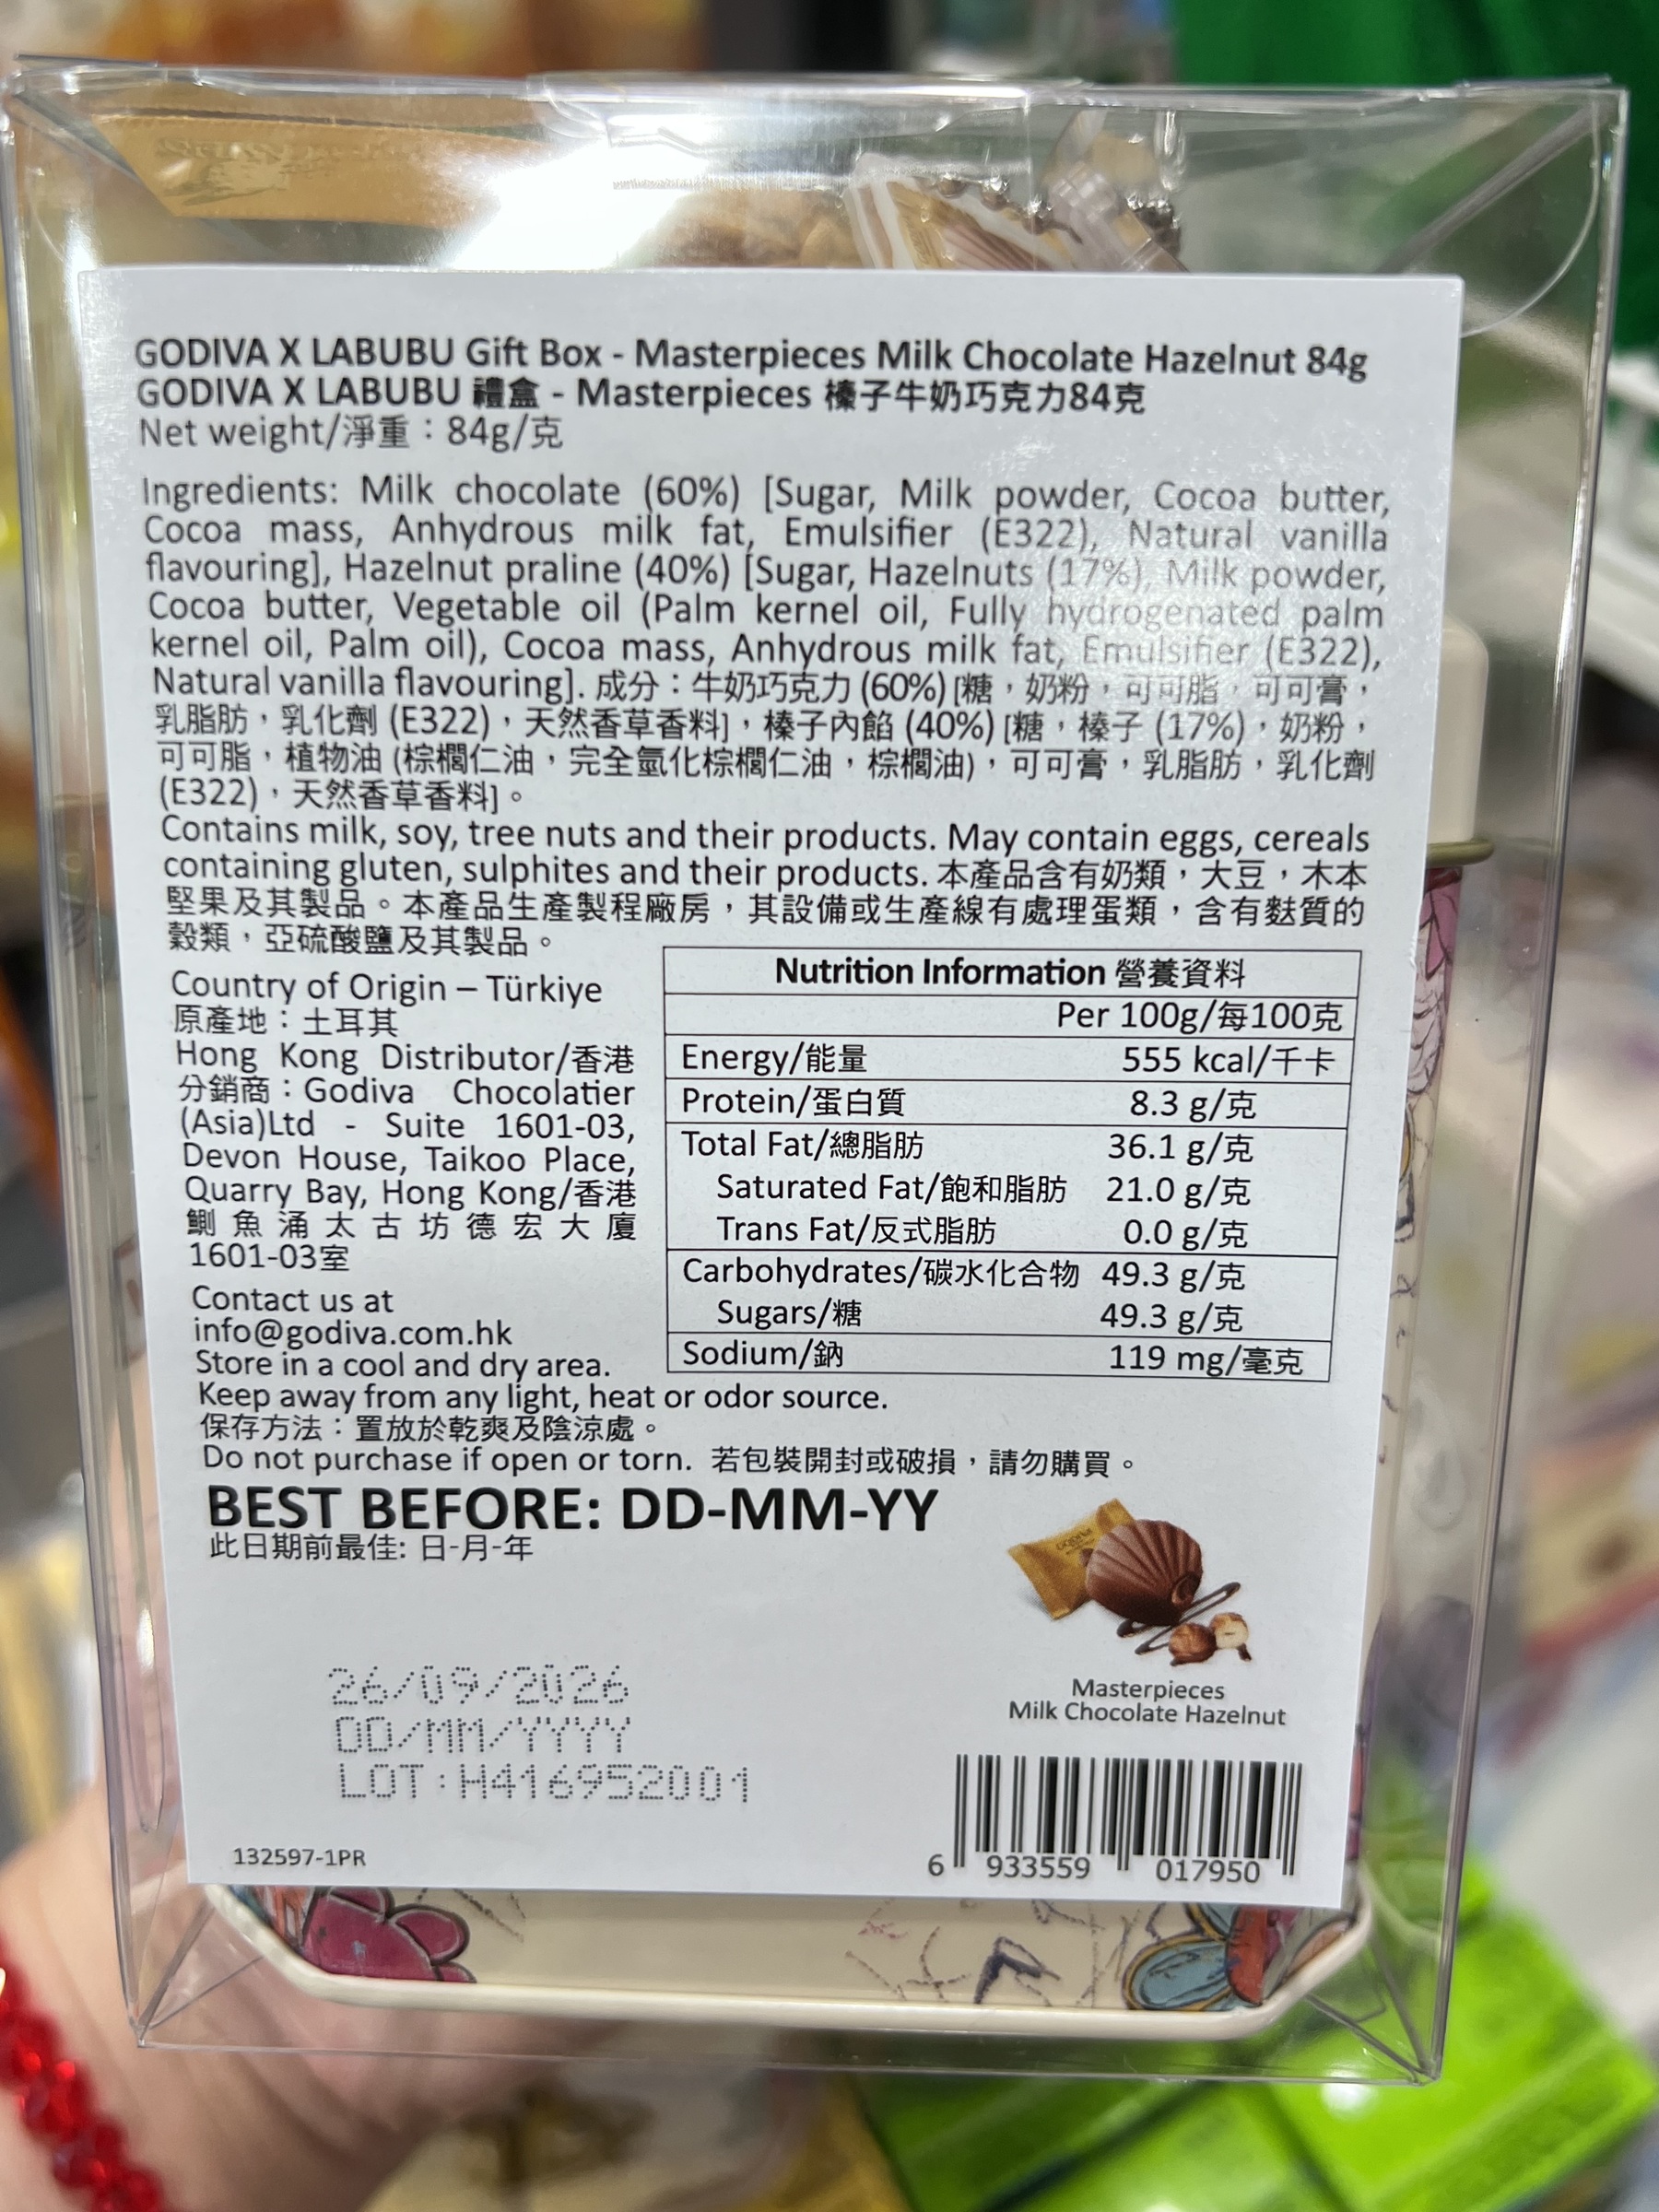 GODIVA X LABUBU Gift Box - Masterpieces Milk Chocolate Hazelnut 84g
GODIVA X LABUBU 禮盒 - Masterpieces 榛子牛奶巧克力84克
Net weight/淨重：84g/克
Ingredients: Milk chocolate (60%) [Sugar, Milk powder, Cocoa butter,
Cocoa mass, Anhydrous milk fat, Emulsifier (E322), Natural vanilla
flavouring], Hazelnut praline (40%) [Sugar, Hazelnuts (17%), Milk powder,
Cocoa butter, Vegetable oil (Palm kernel oil, Fully hydrogenated palm
kernel oil, Palm oil), Cocoa mass, Anhydrous milk fat, Emulsifier (E322),
Natural vanilla flavouring]. 成分：牛奶巧克力 (60%) [糖，奶粉，可可脂，可可膏，
乳脂肪，乳化劑 (E322)，天然香草香料]，榛子內餡 (40%) [糖，榛子 (17%)，奶粉，
可可脂，植物油 (棕櫚仁油，完全氫化棕櫚仁油，棕櫚油)，可可膏，乳脂肪，乳化劑
(E322)，天然香草香料]。
Contains milk, soy, tree nuts and their products. May contain eggs, cereals
containing gluten, sulphites and their products. 本產品含有奶類，大豆，木本
堅果及其製品。本產品生產製程廠房，其設備或生產線有處理蛋類，含有麩質的
穀類，亞硫酸鹽及其製品。
Country of Origin – Türkiye
原產地：土耳其
Hong Kong Distributor/香港
分銷商：Godiva Chocolatier
(Asia)Ltd - Suite 1601-03,
Devon House, Taikoo Place,
Quarry Bay, Hong Kong/香港
鰂魚涌太古坊德宏大廈
1601-03室
Contact us at
info@godiva.com.hk
Store in a cool and dry area.
Keep away from any light, heat or odor source.
保存方法：置放於乾爽及陰涼處。
Do not purchase if open or torn. 若包裝開封或破損，請勿購買。
Nutrition Information 營養資料
Per 100g/每100克
Energy/能量 555 kcal/千卡
Protein/蛋白質 8.3 g/克
Total Fat/總脂肪 36.1 g/克
Saturated Fat/飽和脂肪 21.0 g/克
Trans Fat/反式脂肪 0.0 g/克
Carbohydrates/碳水化合物 49.3 g/克
Sugars/糖 49.3 g/克
Sodium/鈉 119 mg/毫克
BEST BEFORE: DD-MM-YY
此日期前最佳: 日-月-年
26/09/2026
DD/MM/YYYY
LOT:H416952001
Masterpieces
Milk Chocolate Hazelnut
132597-1PR
6 933559 017950